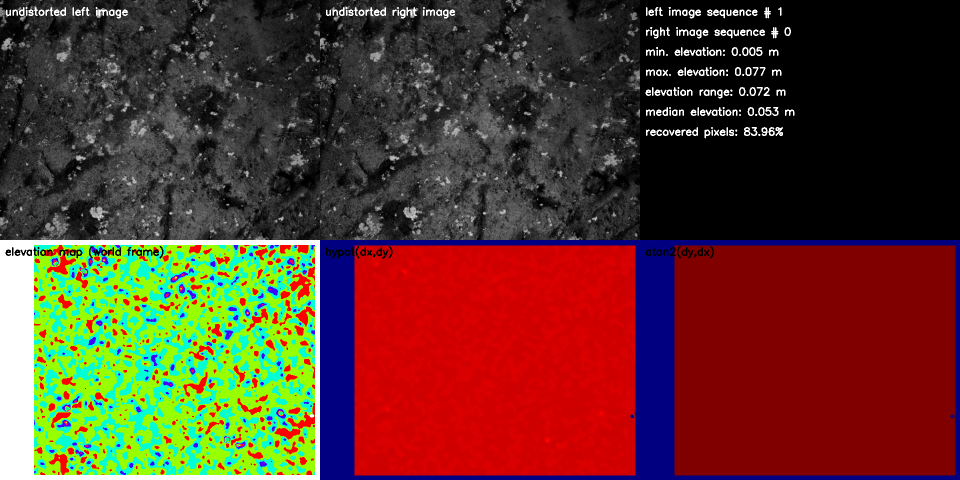 undistorted left image
undistorted right image
left image sequence # 1
right image sequence # 0
min. elevation: 0.005 m
max. elevation: 0.077 m
elevation range: 0.072 m
median elevation: 0.053 m
recovered pixels: 83.96%
elevation map (world frame)
hypot(dx,dy)
atan2(dy,dx)